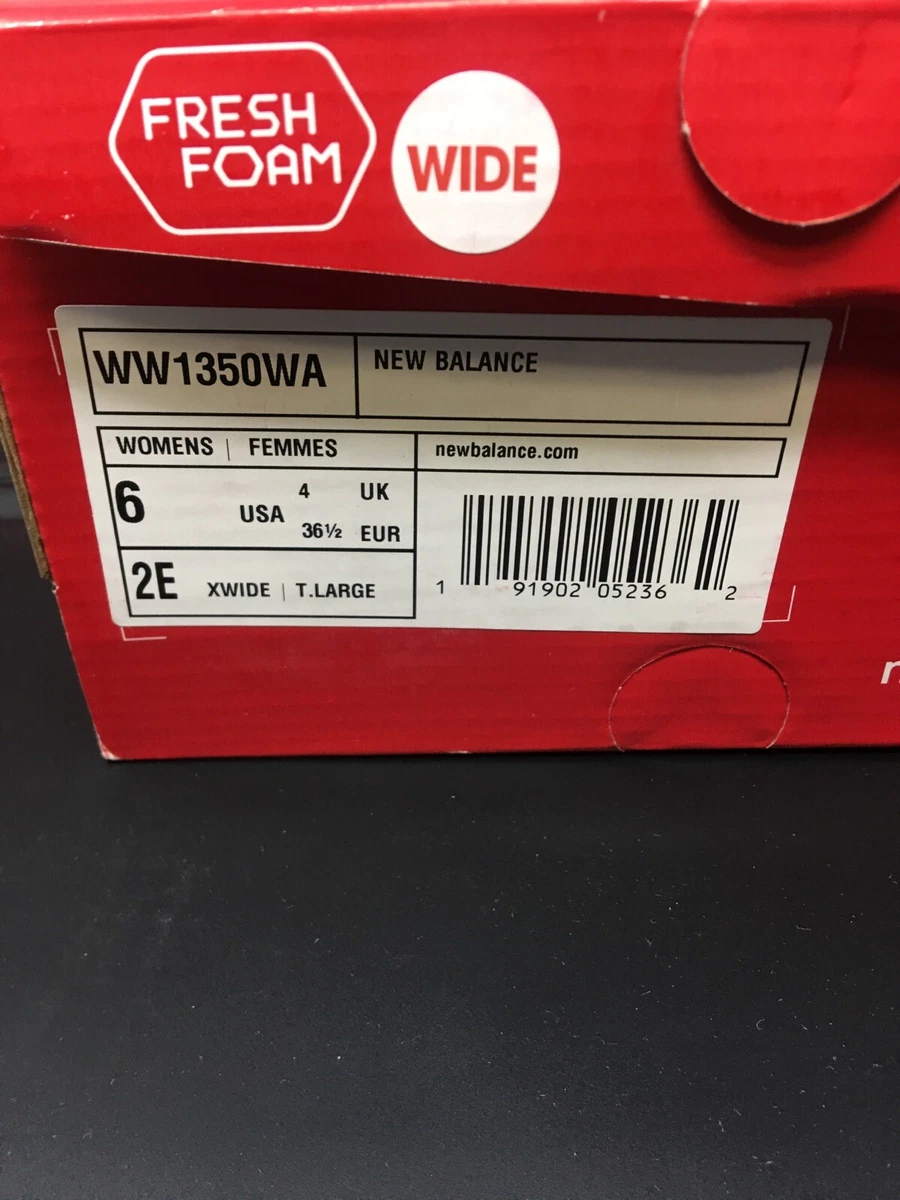 FRESH
FOAM
WIDE
WW1350WA
NEW BALANCE
WOMENS | FEMMES
newbalance.com
6 USA 4 UK
36½ EUR
2E XWIDE | T.LARGE
1 91902 05236 2